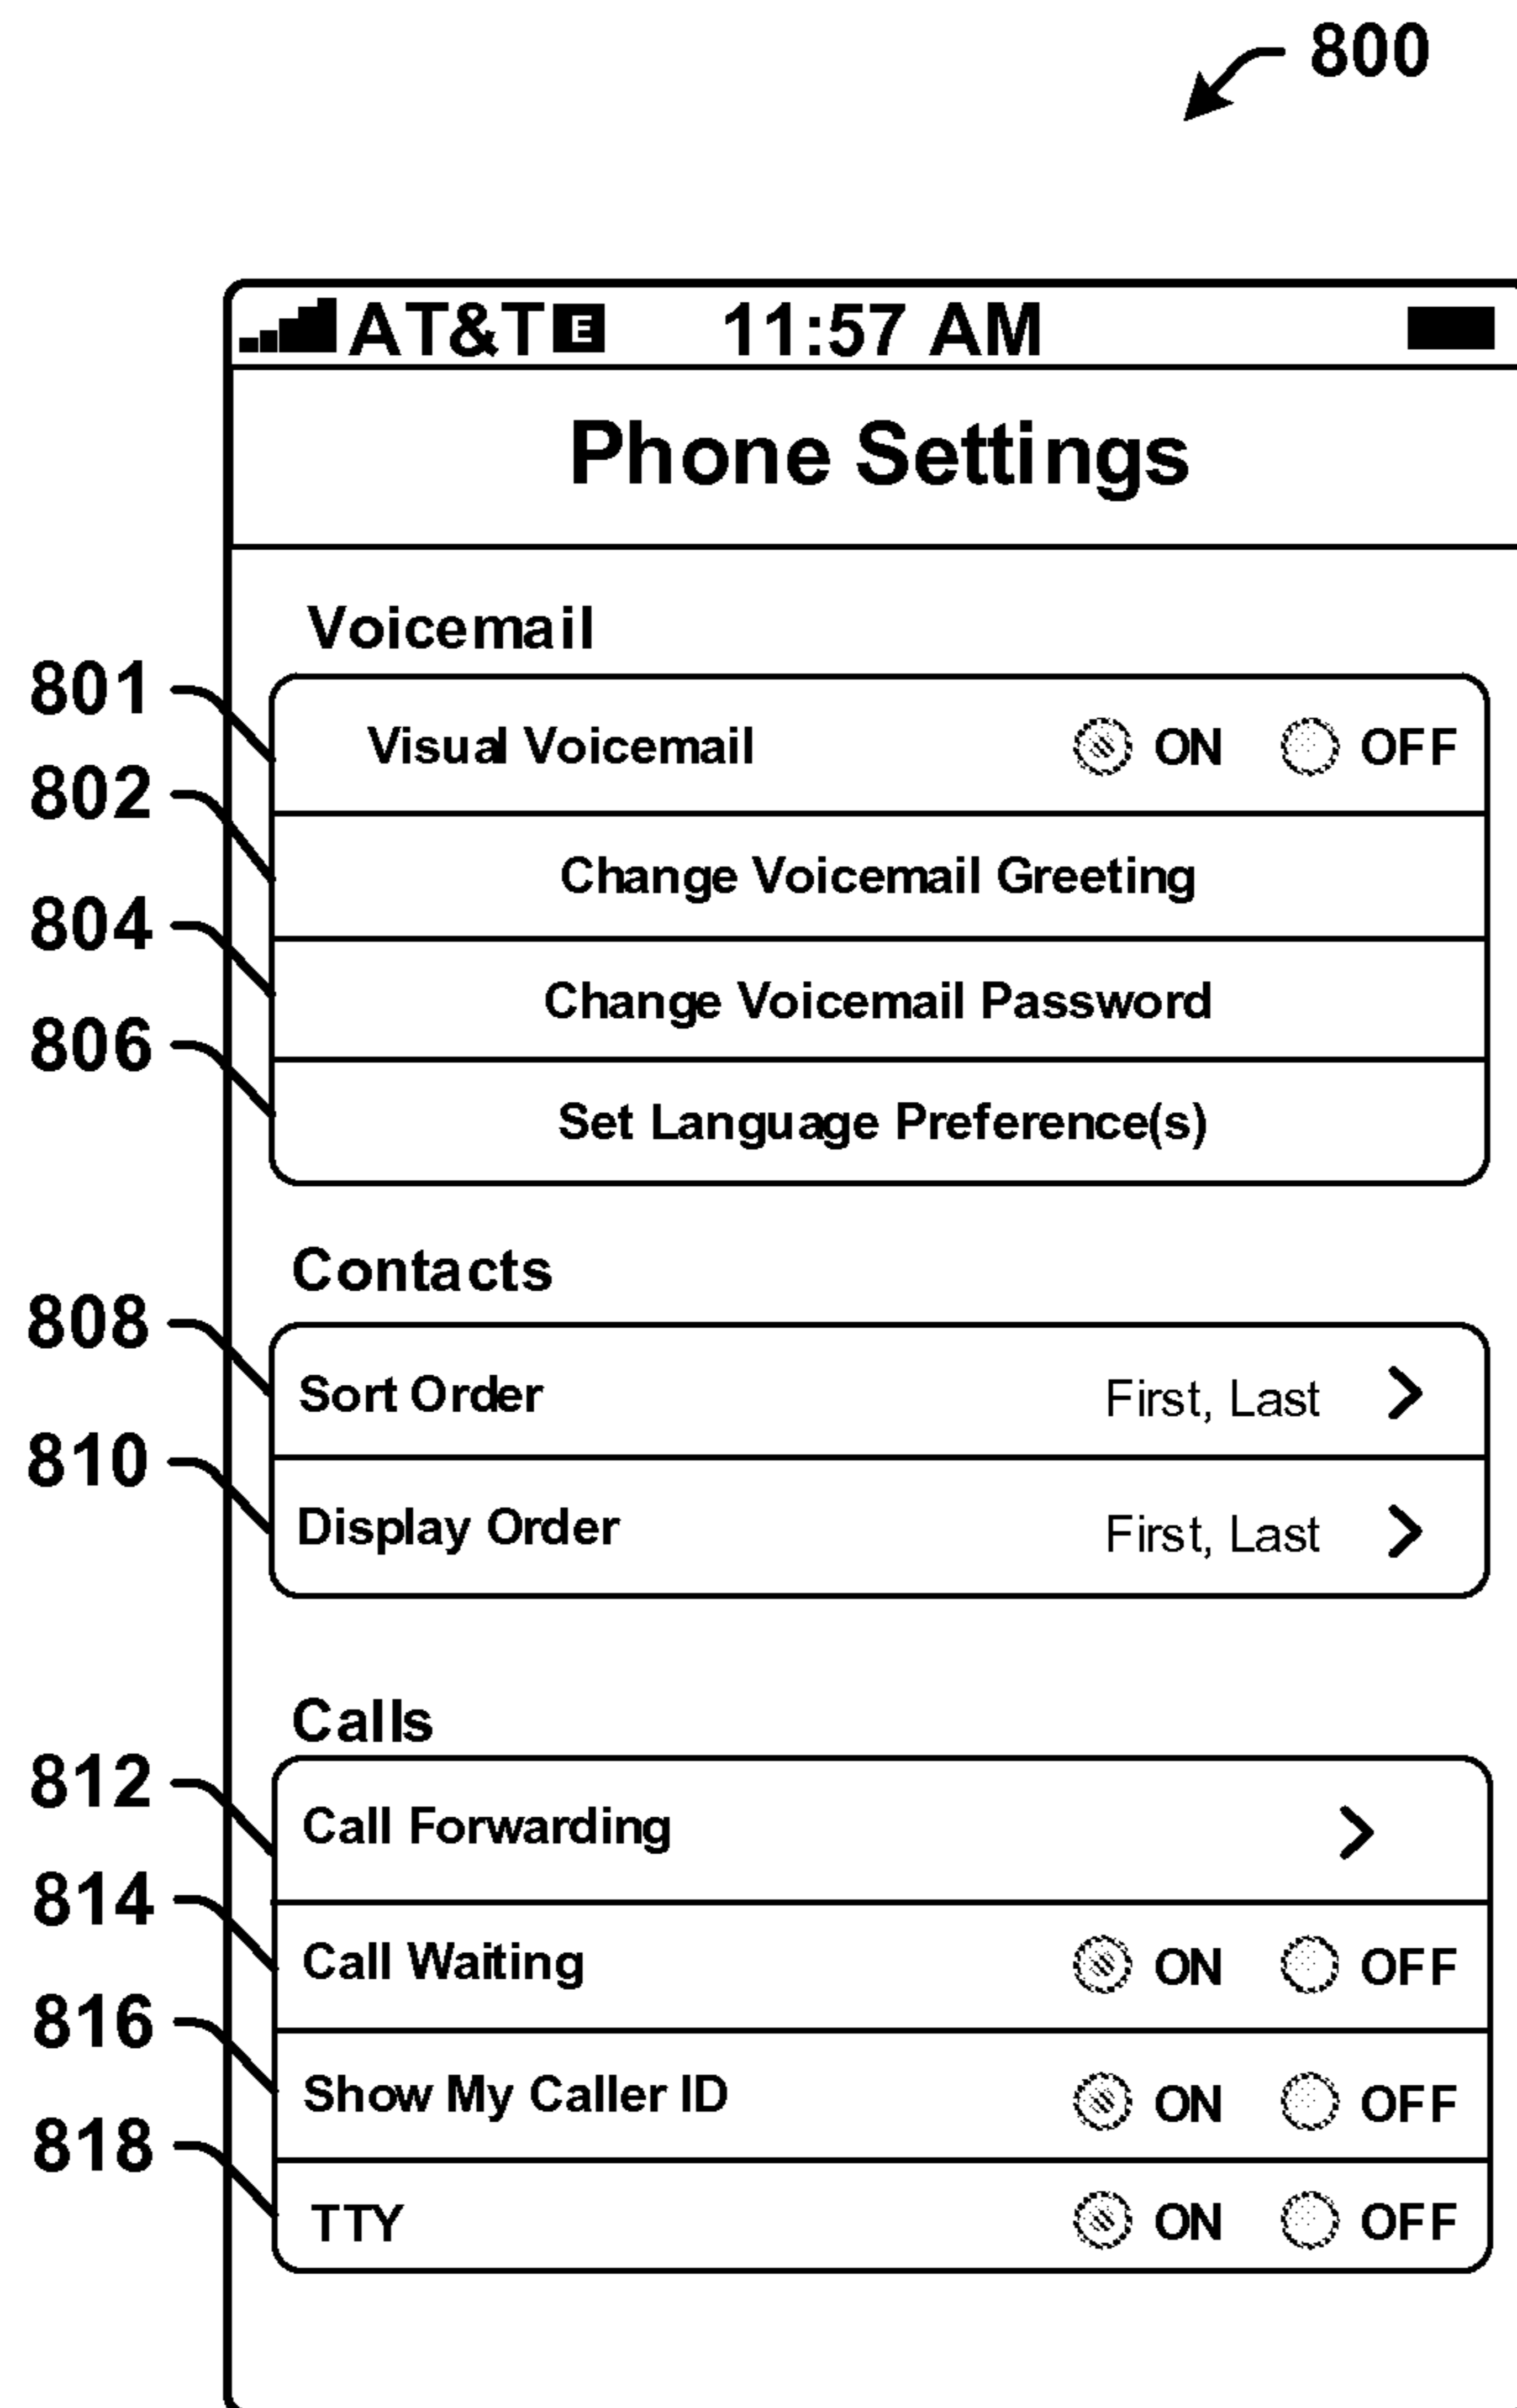 800
AT&T E 11:57 AM
Phone Settings
Voicemail
801 Visual Voicemail ON OFF
802 Change Voicemail Greeting
804 Change Voicemail Password
806 Set Language Preference(s)
Contacts
808 Sort Order First, Last >
810 Display Order First, Last >
Calls
812 Call Forwarding >
814 Call Waiting ON OFF
816 Show My Caller ID ON OFF
818 TTY ON OFF